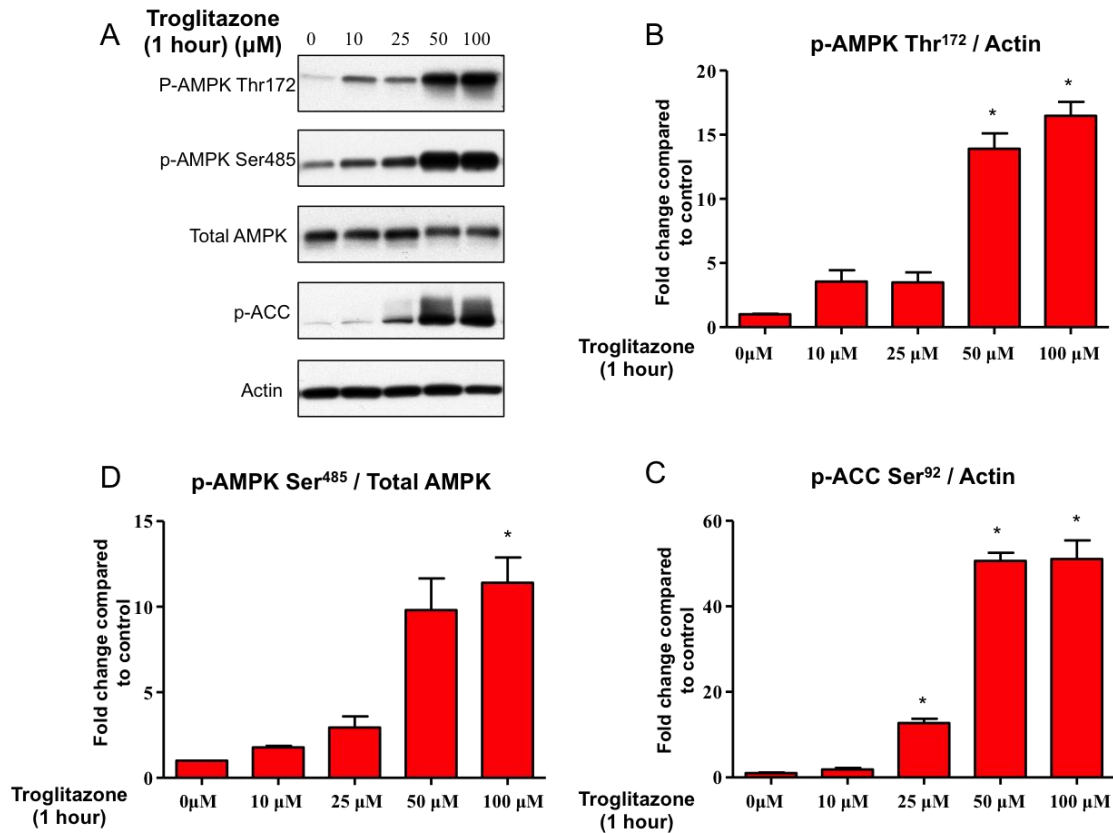 A
Troglitazone
(1 hour) (µM)
0 10 25 50 100
P-AMPK Thr172
p-AMPK Ser485
Total AMPK
p-ACC
Actin
B
p-AMPK Thr¹⁷² / Actin
Fold change compared
to control
20
15
10
5
0
*
*
0µM 10 µM 25 µM 50 µM 100 µM
Troglitazone
(1 hour)
D
p-AMPK Ser⁴⁸⁵ / Total AMPK
Fold change compared
to control
15
10
5
0
*
0µM 10 µM 25 µM 50 µM 100 µM
Troglitazone
(1 hour)
C
p-ACC Ser⁹² / Actin
Fold change compared
to control
60
40
20
0
*
*
*
0µM 10 µM 25 µM 50 µM 100 µM
Troglitazone
(1 hour)